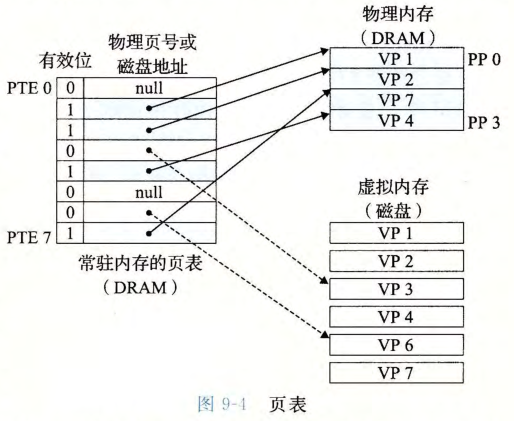 物理内存
（DRAM）
物理页号或
磁盘地址
有效位
VP 1
PP 0
PTE 0
0
null
VP 2
1
VP 7
1
VP 4
PP 3
0
1
0
null
0
PTE 7
1
常驻内存的页表
（DRAM）
虚拟内存
（磁盘）
VP 1
VP 2
VP 3
VP 4
VP 6
VP 7
图 9-4 页表